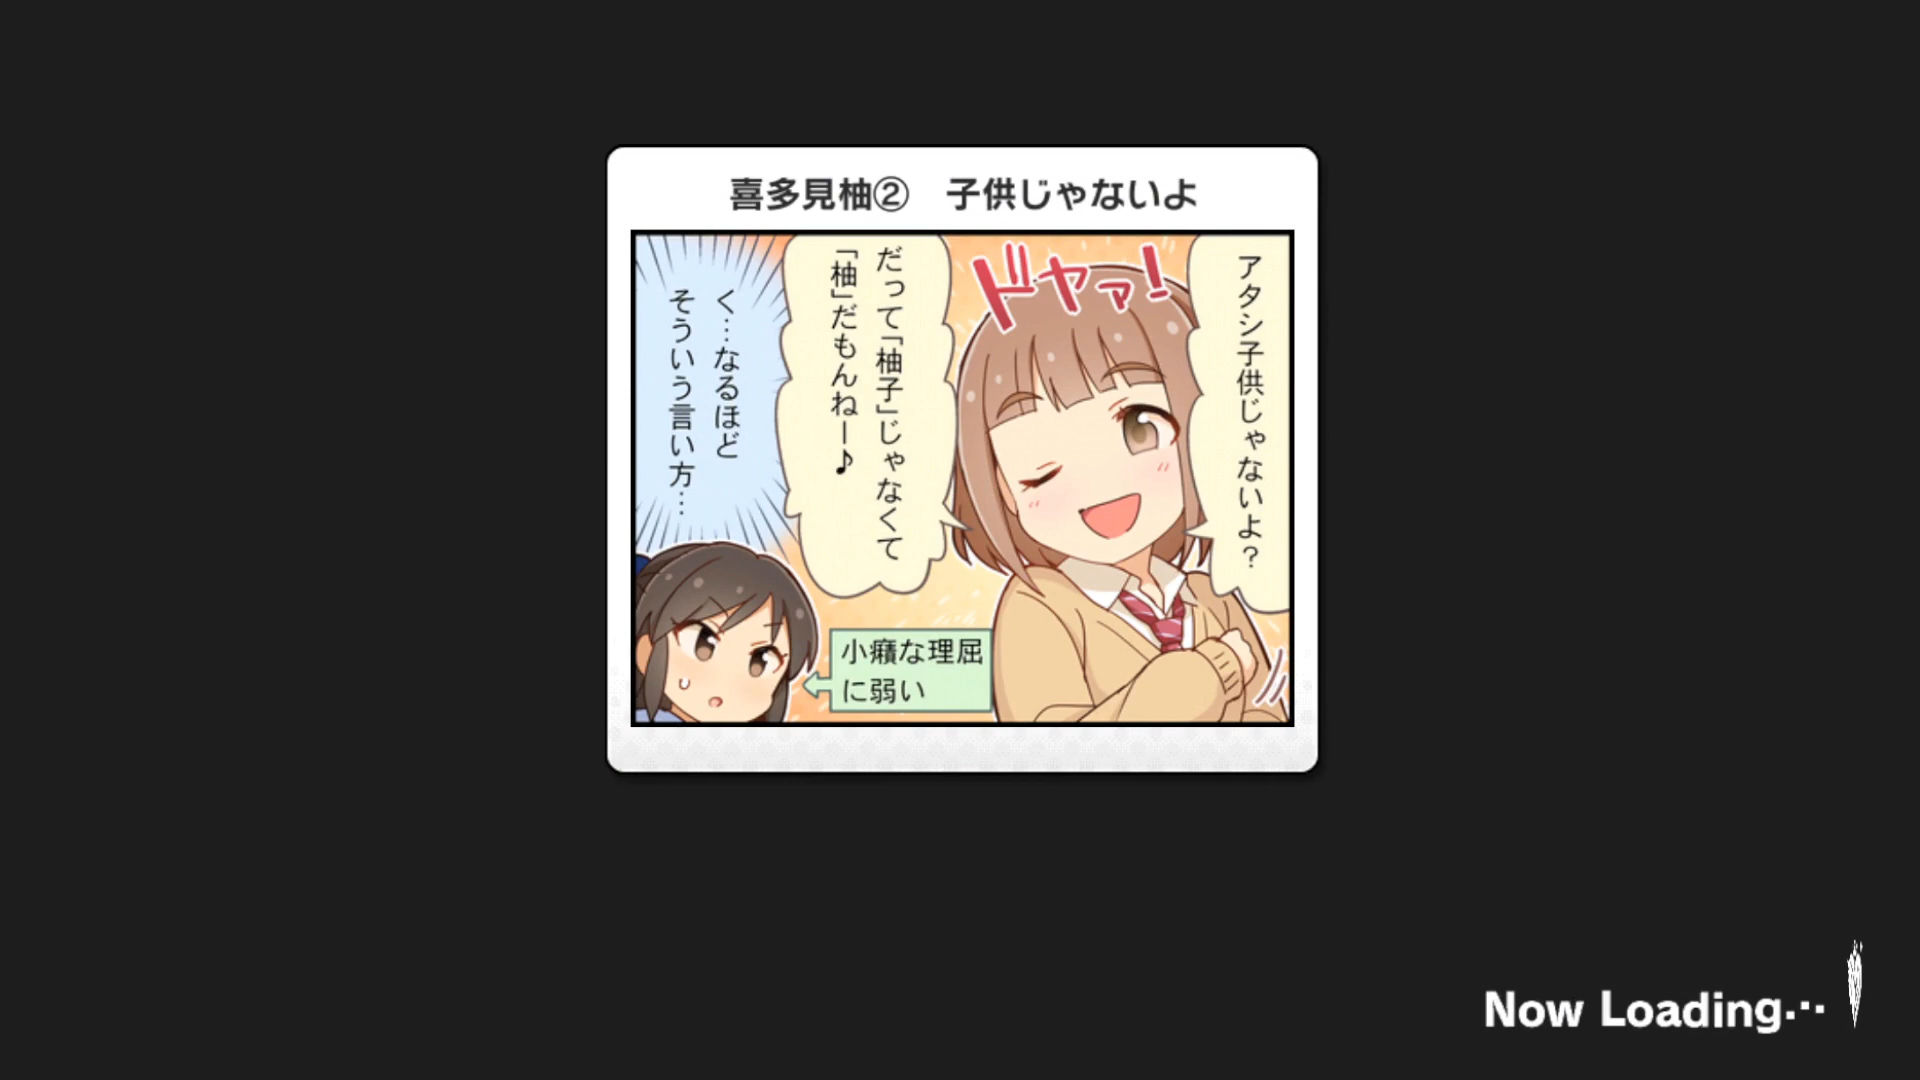 喜多見柚②　子供じゃないよ
アタシ子供じゃないよ？
ドヤァ！
だって「柚子」じゃなくて
「柚」だもんねー♪
く…なるほど
そういう言い方…
小癪な理屈
に弱い
Now Loading...